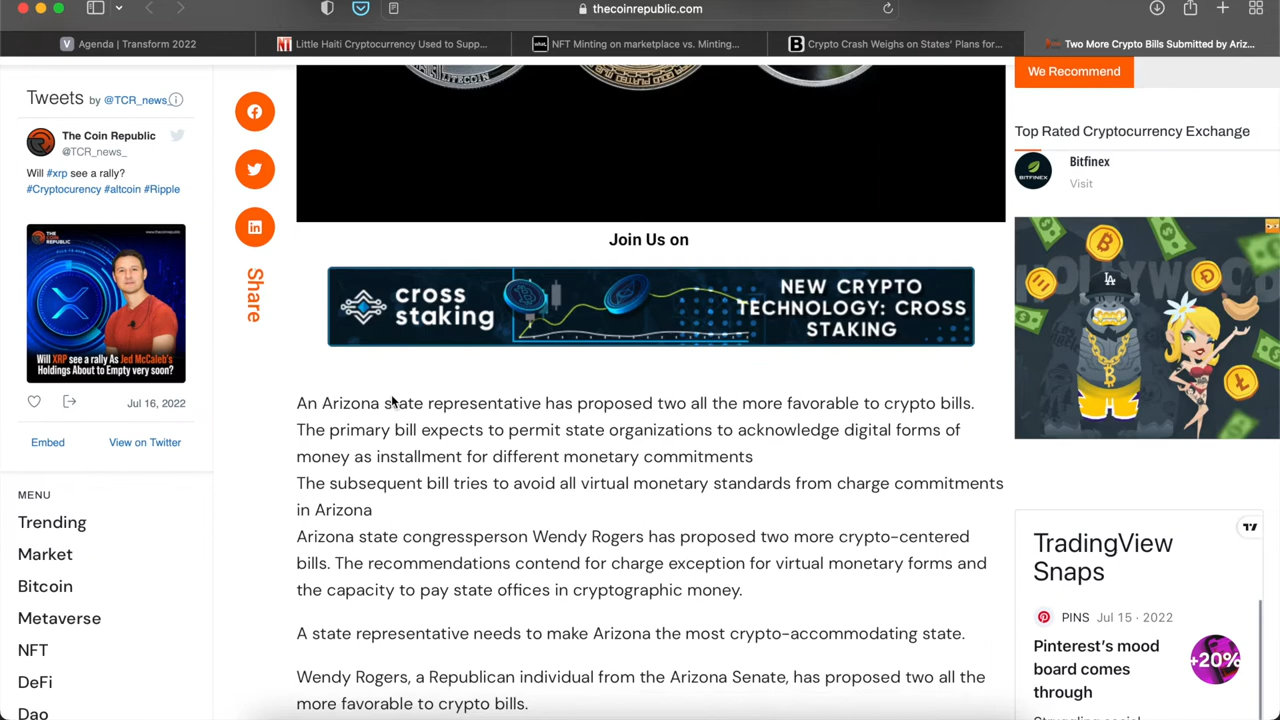 thecoinrepublic.com
Agenda | Transform 2022
Little Haiti Cryptocurrency Used to Supp...
NFT Minting on marketplace vs. Minting...
Crypto Crash Weighs on States' Plans for...
Two More Crypto Bills Submitted by Ariz...
Tweets by @TCR_news_
The Coin Republic
@TCR_news_
Will #xrp see a rally?
#Cryptocurency #altcoin #Ripple
THE COIN
REPUBLIC
www.thecoinrepublic.com
Will XRP see a rally As Jed McCaleb's
Holdings About to Empty very soon?
Jul 16, 2022
Embed
View on Twitter
MENU
Trending
Market
Bitcoin
Metaverse
NFT
DeFi
Dao
Share
LITECOIN
Join Us on
cross
staking
NEW CRYPTO
TECHNOLOGY: CROSS
STAKING
An Arizona state representative has proposed two all the more favorable to crypto bills.
The primary bill expects to permit state organizations to acknowledge digital forms of
money as installment for different monetary commitments
The subsequent bill tries to avoid all virtual monetary standards from charge commitments
in Arizona
Arizona state congressperson Wendy Rogers has proposed two more crypto-centered
bills. The recommendations contend for charge exception for virtual monetary forms and
the capacity to pay state offices in cryptographic money.
A state representative needs to make Arizona the most crypto-accommodating state.
Wendy Rogers, a Republican individual from the Arizona Senate, has proposed two all the
more favorable to crypto bills.
We Recommend
Top Rated Cryptocurrency Exchange
BITFINEX
Bitfinex
Visit
LA
TradingView
Snaps
PINS Jul 15 · 2022
Pinterest's mood
board comes
through
+20%